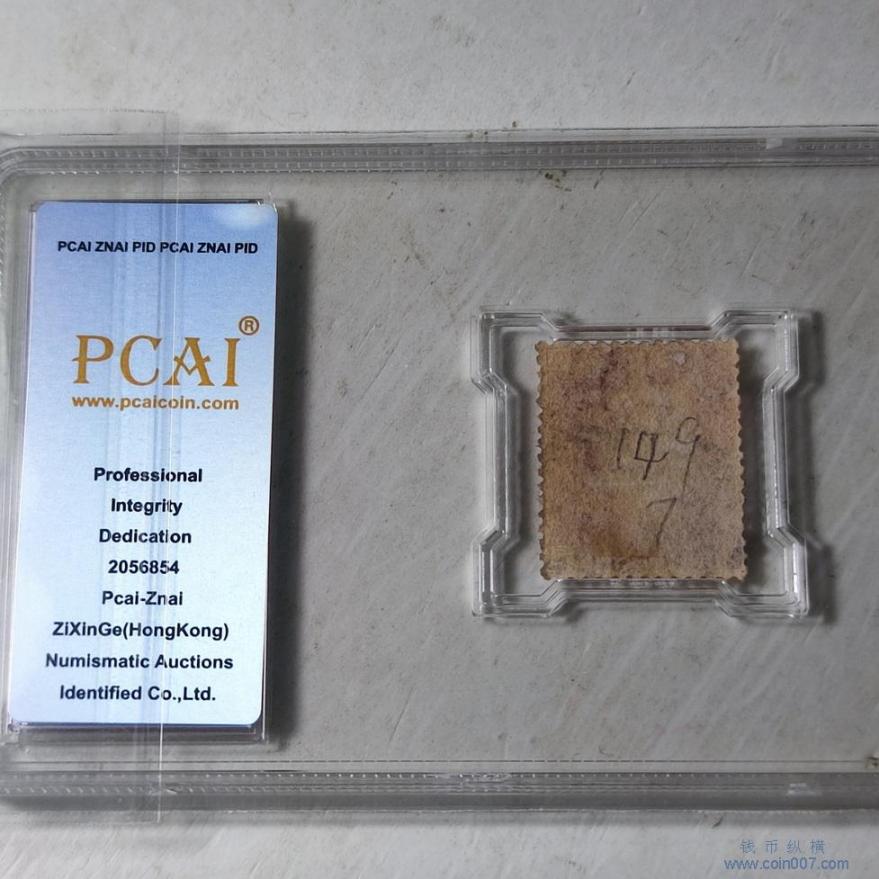 PCAI ZNAI PID PCAI ZNAI PID
PCAI®
www.pcaicoin.com
Professional
Integrity
Dedication
2056854
Pcai-Znai
ZiXinGe(HongKong)
Numismatic Auctions
Identified Co.,Ltd.
149
7
钱币纵横
www.coin007.com